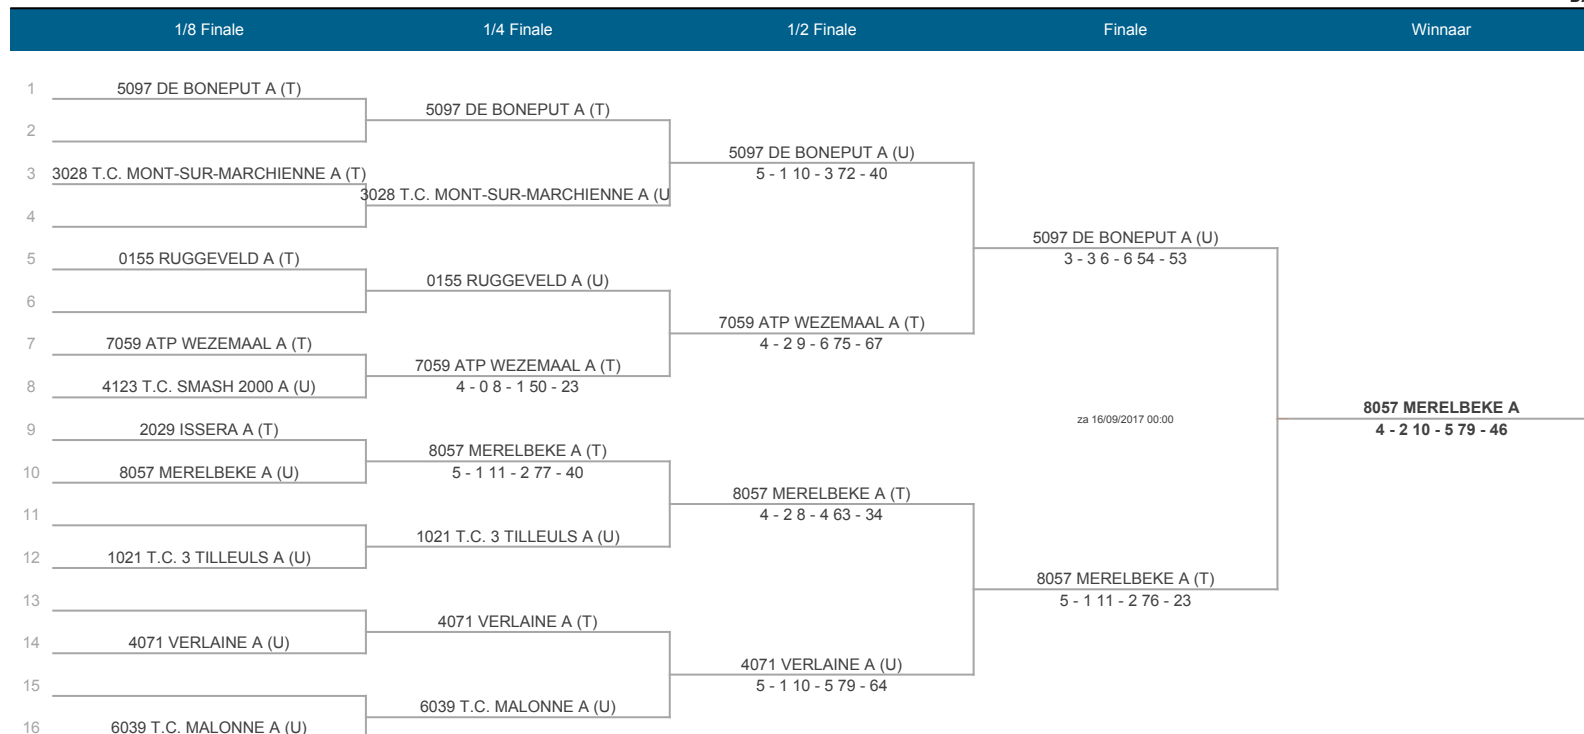 1/8 Finale 1/4 Finale 1/2 Finale Finale Winnaar
1 5097 DE BONEPUT A (T)
5097 DE BONEPUT A (T)
2
5097 DE BONEPUT A (U)
3 3028 T.C. MONT-SUR-MARCHIENNE A (T)
5 - 1 10 - 3 72 - 40
3028 T.C. MONT-SUR-MARCHIENNE A (U
4
5097 DE BONEPUT A (U)
5 0155 RUGGEVELD A (T)
3 - 3 6 - 6 54 - 53
0155 RUGGEVELD A (U)
6
7059 ATP WEZEMAAL A (T)
7 7059 ATP WEZEMAAL A (T)
4 - 2 9 - 6 75 - 67
7059 ATP WEZEMAAL A (T)
8 4123 T.C. SMASH 2000 A (U)
4 - 0 8 - 1 50 - 23
8057 MERELBEKE A
za 16/09/2017 00:00
9 2029 ISSERA A (T)
4 - 2 10 - 5 79 - 46
8057 MERELBEKE A (T)
10 8057 MERELBEKE A (U)
5 - 1 11 - 2 77 - 40
8057 MERELBEKE A (T)
11
4 - 2 8 - 4 63 - 34
1021 T.C. 3 TILLEULS A (U)
12 1021 T.C. 3 TILLEULS A (U)
8057 MERELBEKE A (T)
13
5 - 1 11 - 2 76 - 23
4071 VERLAINE A (T)
14 4071 VERLAINE A (U)
4071 VERLAINE A (U)
15
5 - 1 10 - 5 79 - 64
6039 T.C. MALONNE A (U)
16 6039 T.C. MALONNE A (U)